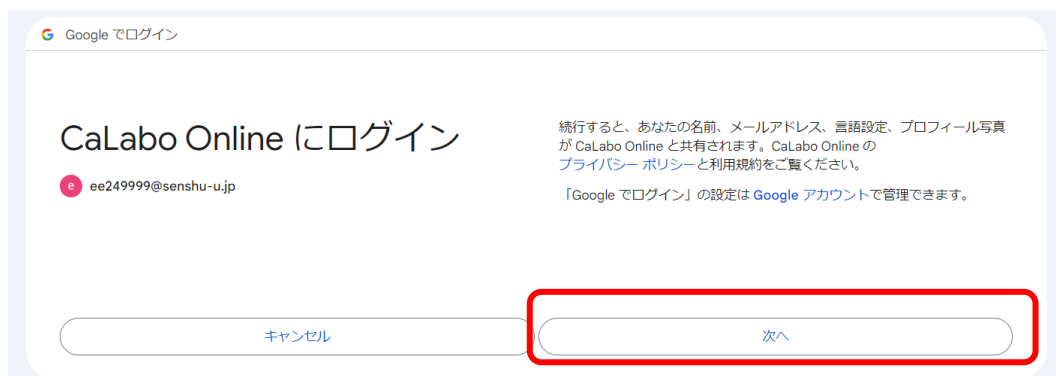 Google でログイン
CaLabo Online にログイン
e ee249999@senshu-u.jp
続行すると、あなたの名前、メールアドレス、言語設定、プロフィール写真
が CaLabo Online と共有されます。CaLabo Online の
プライバシー ポリシーと利用規約をご覧ください。
「Google でログイン」の設定は Google アカウントで管理できます。
キャンセル
次へ